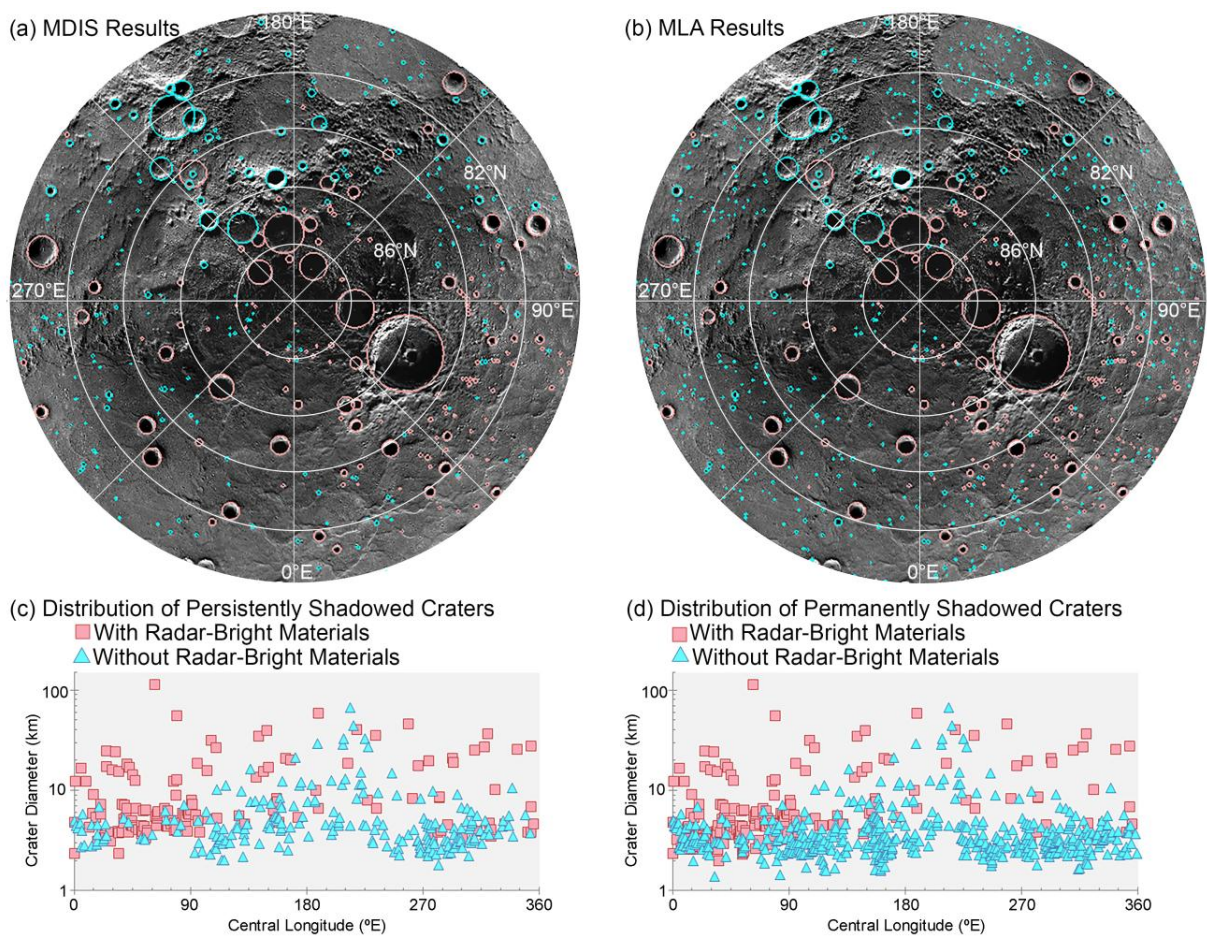 (a) MDIS Results
180°E
82°N
86°N
270°E
90°E
0°E
(b) MLA Results
180°E
82°N
86°N
270°E
90°E
0°E
(c) Distribution of Persistently Shadowed Craters
With Radar-Bright Materials
Without Radar-Bright Materials
100
10
1
Crater Diameter (km)
0
90
180
270
360
Central Longitude (ºE)
(d) Distribution of Permanently Shadowed Craters
With Radar-Bright Materials
Without Radar-Bright Materials
100
10
1
Crater Diameter (km)
0
90
180
270
360
Central Longitude (ºE)